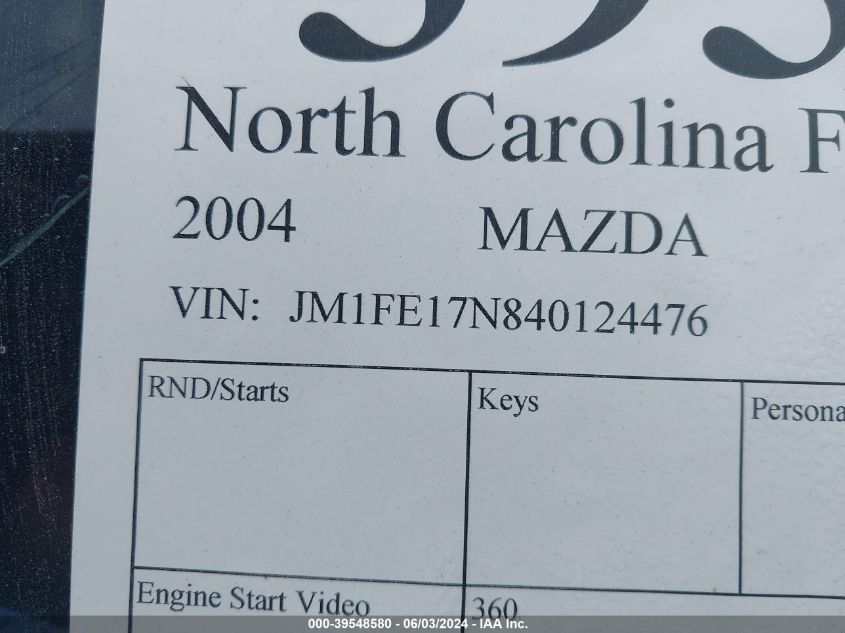 North Carolina F
2004 MAZDA
VIN: JM1FE17N840124476
RND/Starts Keys Persona
Engine Start Video 360
000-39548580 - 06/03/2024 - IAA Inc.